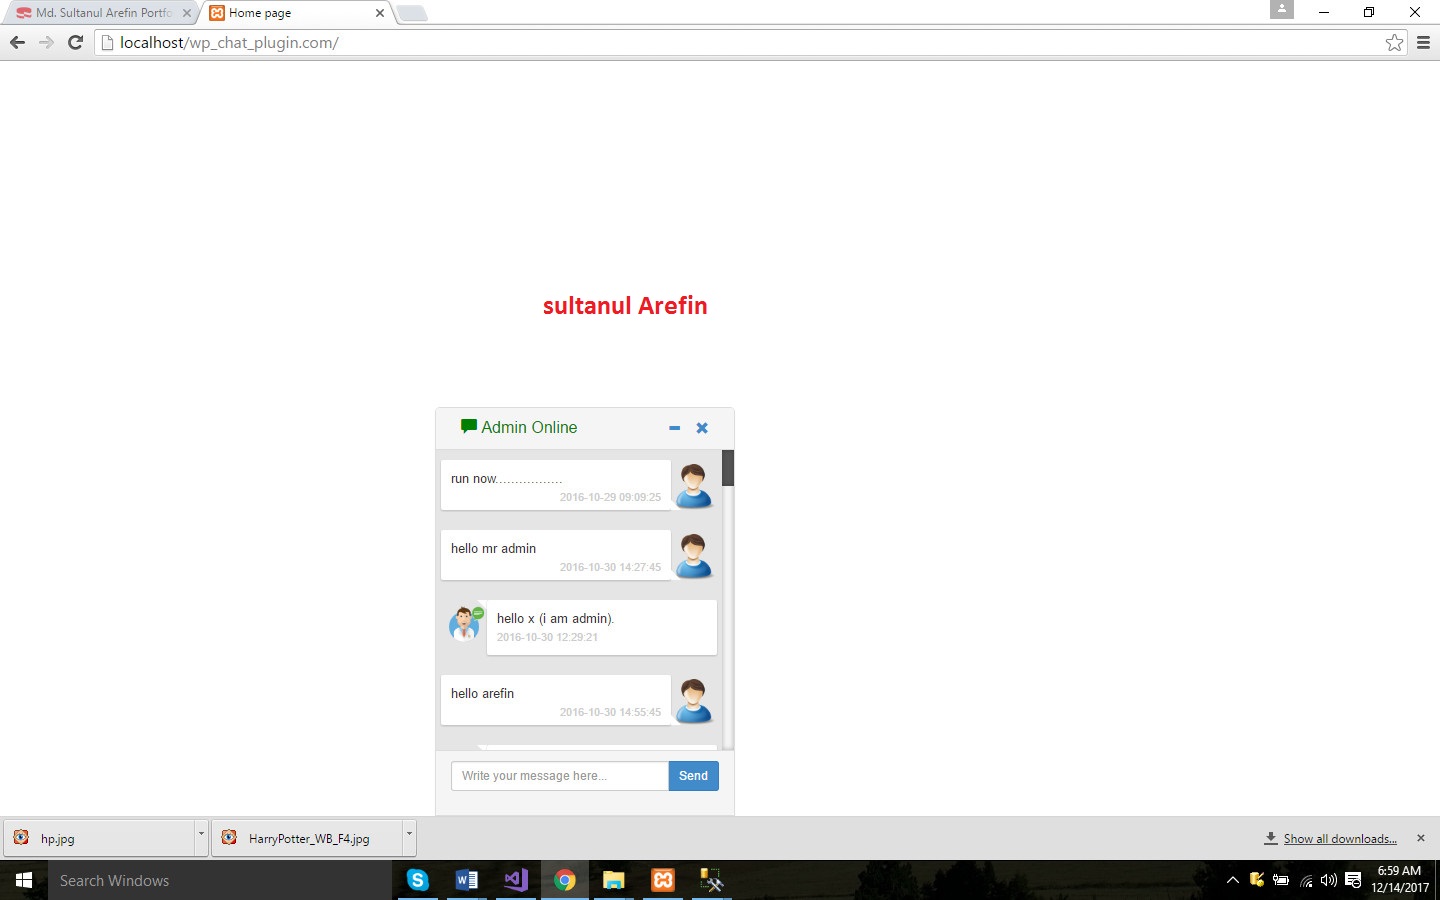 Md. Sultanul Arefin Portfo
Home page
localhost/wp_chat_plugin.com/
sultanul Arefin
Admin Online
run now.................
2016-10-29 09:09:25
hello mr admin
2016-10-30 14:27:45
hello x (i am admin).
2016-10-30 12:29:21
hello arefin
2016-10-30 14:55:45
Write your message here...
Send
hp.jpg
HarryPotter_WB_F4.jpg
Show all downloads...
Search Windows
6:59 AM
12/14/2017